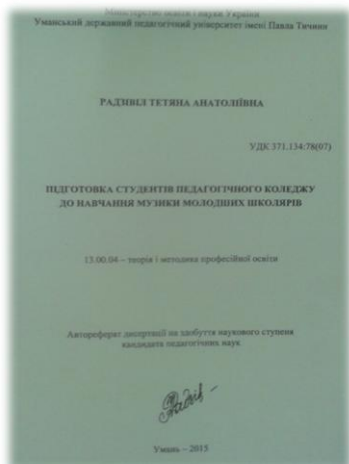 Міністерство освіти і науки України
Уманський державний педагогічний університет імені Павла Тичини
РАДЗИВІЛ ТЕТЯНА АНАТОЛІЇВНА
УДК 371.134:78(07)
ПІДГОТОВКА СТУДЕНТІВ ПЕДАГОГІЧНОГО КОЛЕДЖУ
ДО НАВЧАННЯ МУЗИКИ МОЛОДШИХ ШКОЛЯРІВ
13.00.04 – теорія і методика професійної освіти
Автореферат дисертації на здобуття наукового ступеня
кандидата педагогічних наук
Умань – 2015